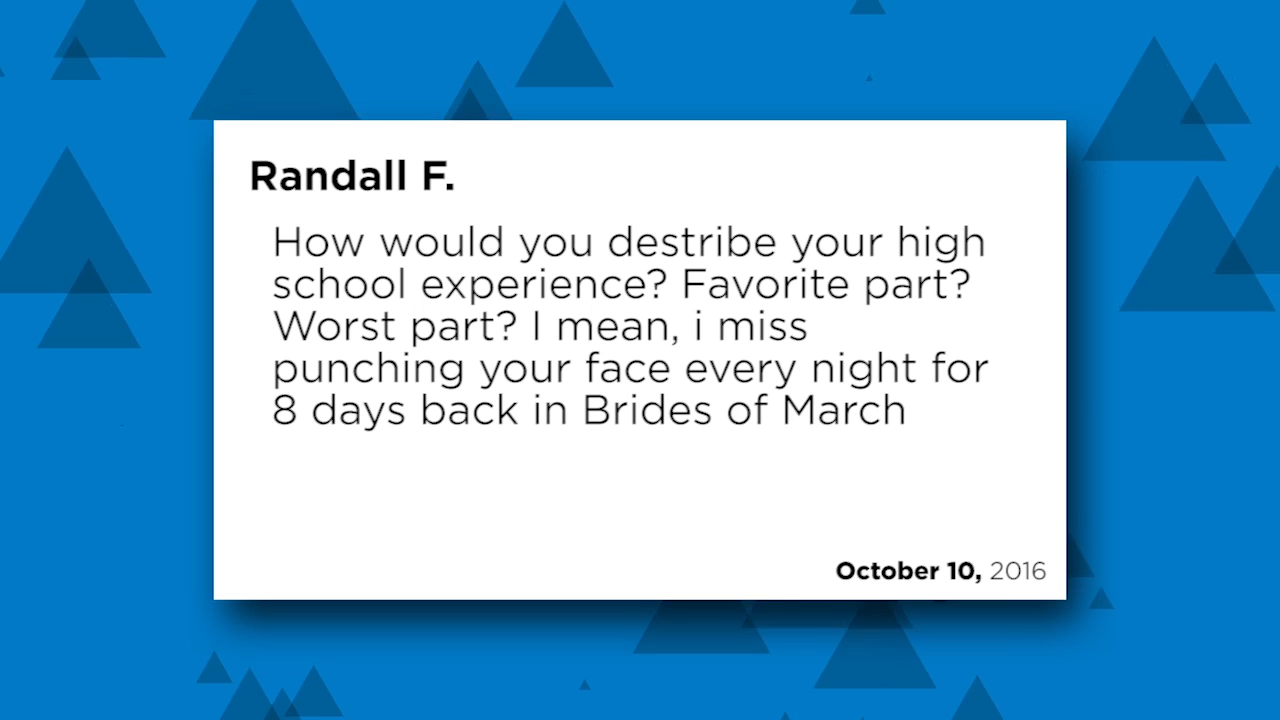 Randall F.
How would you destribe your high
school experience? Favorite part?
Worst part? I mean, i miss
punching your face every night for
8 days back in Brides of March
October 10, 2016